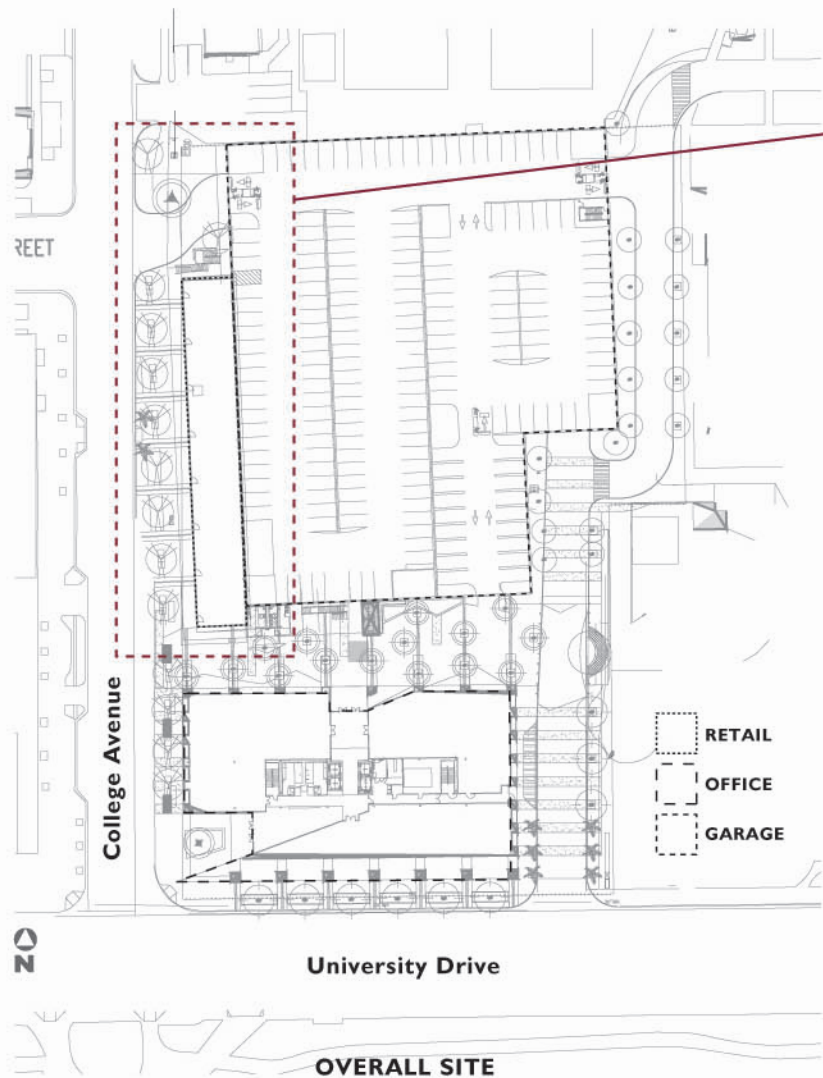 REET
College Avenue
RETAIL
OFFICE
GARAGE
N
University Drive
OVERALL SITE